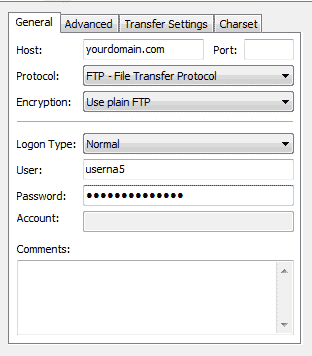 General Advanced Transfer Settings Charset
Host: yourdomain.com Port:
Protocol: FTP - File Transfer Protocol
Encryption: Use plain FTP
Logon Type: Normal
User: userna5
Password: ●●●●●●●●●●●●●●
Account:
Comments: